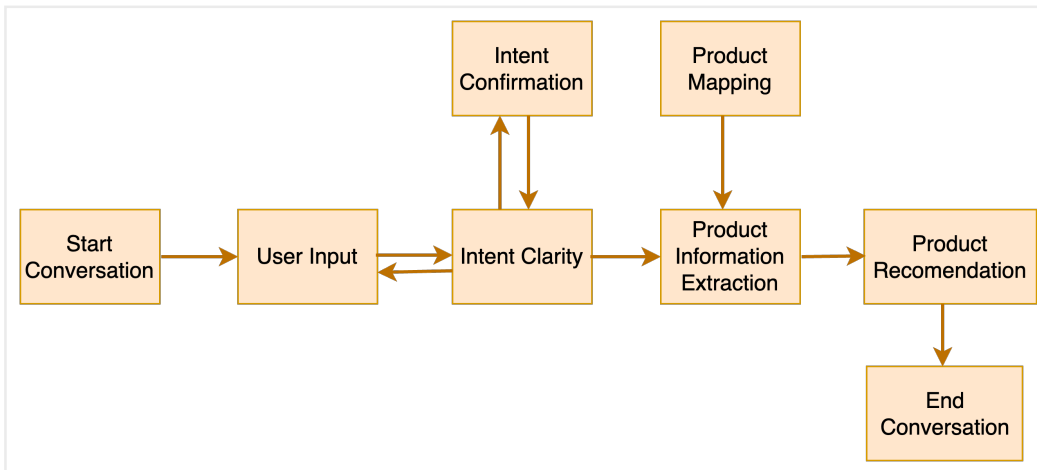 Intent
Confirmation
Product
Mapping
Start
Conversation
User Input
Intent Clarity
Product
Information
Extraction
Product
Recomendation
End
Conversation